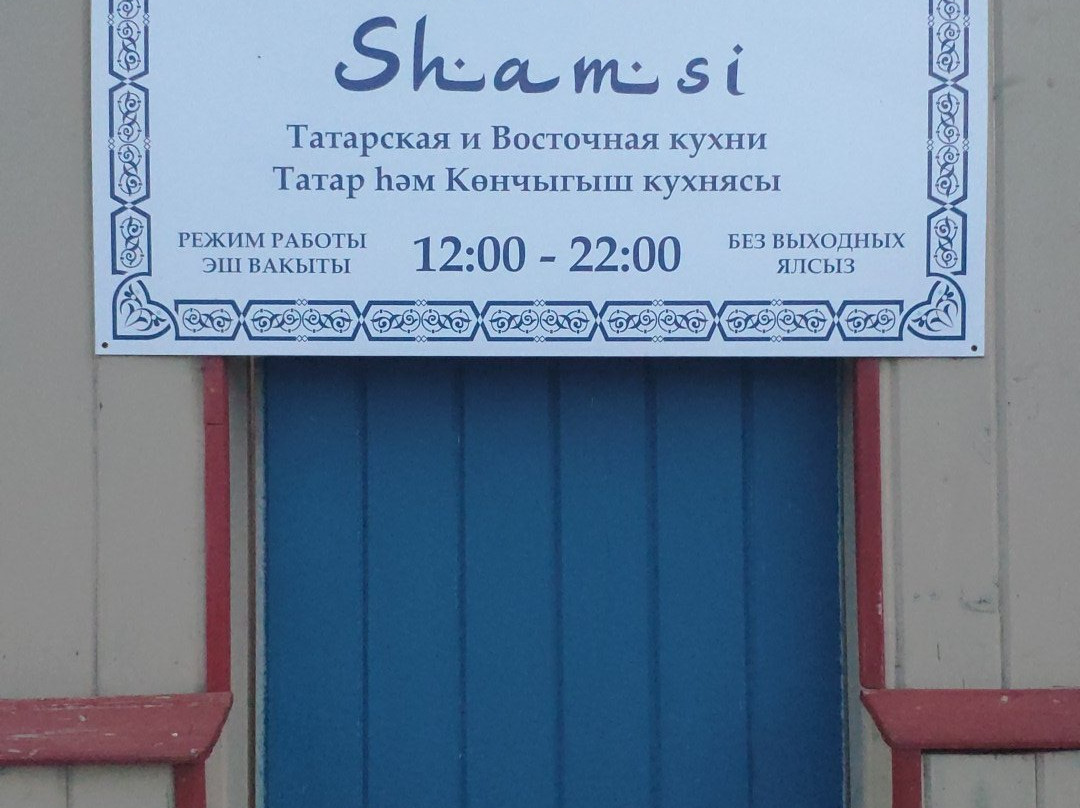 Shamsi
Татарская и Восточная кухни
Татар һәм Көнчыгыш кухнясы
РЕЖИМ РАБОТЫ
ЭШ ВАКЫТЫ
12:00 - 22:00
БЕЗ ВЫХОДНЫХ
ЯЛСЫЗ